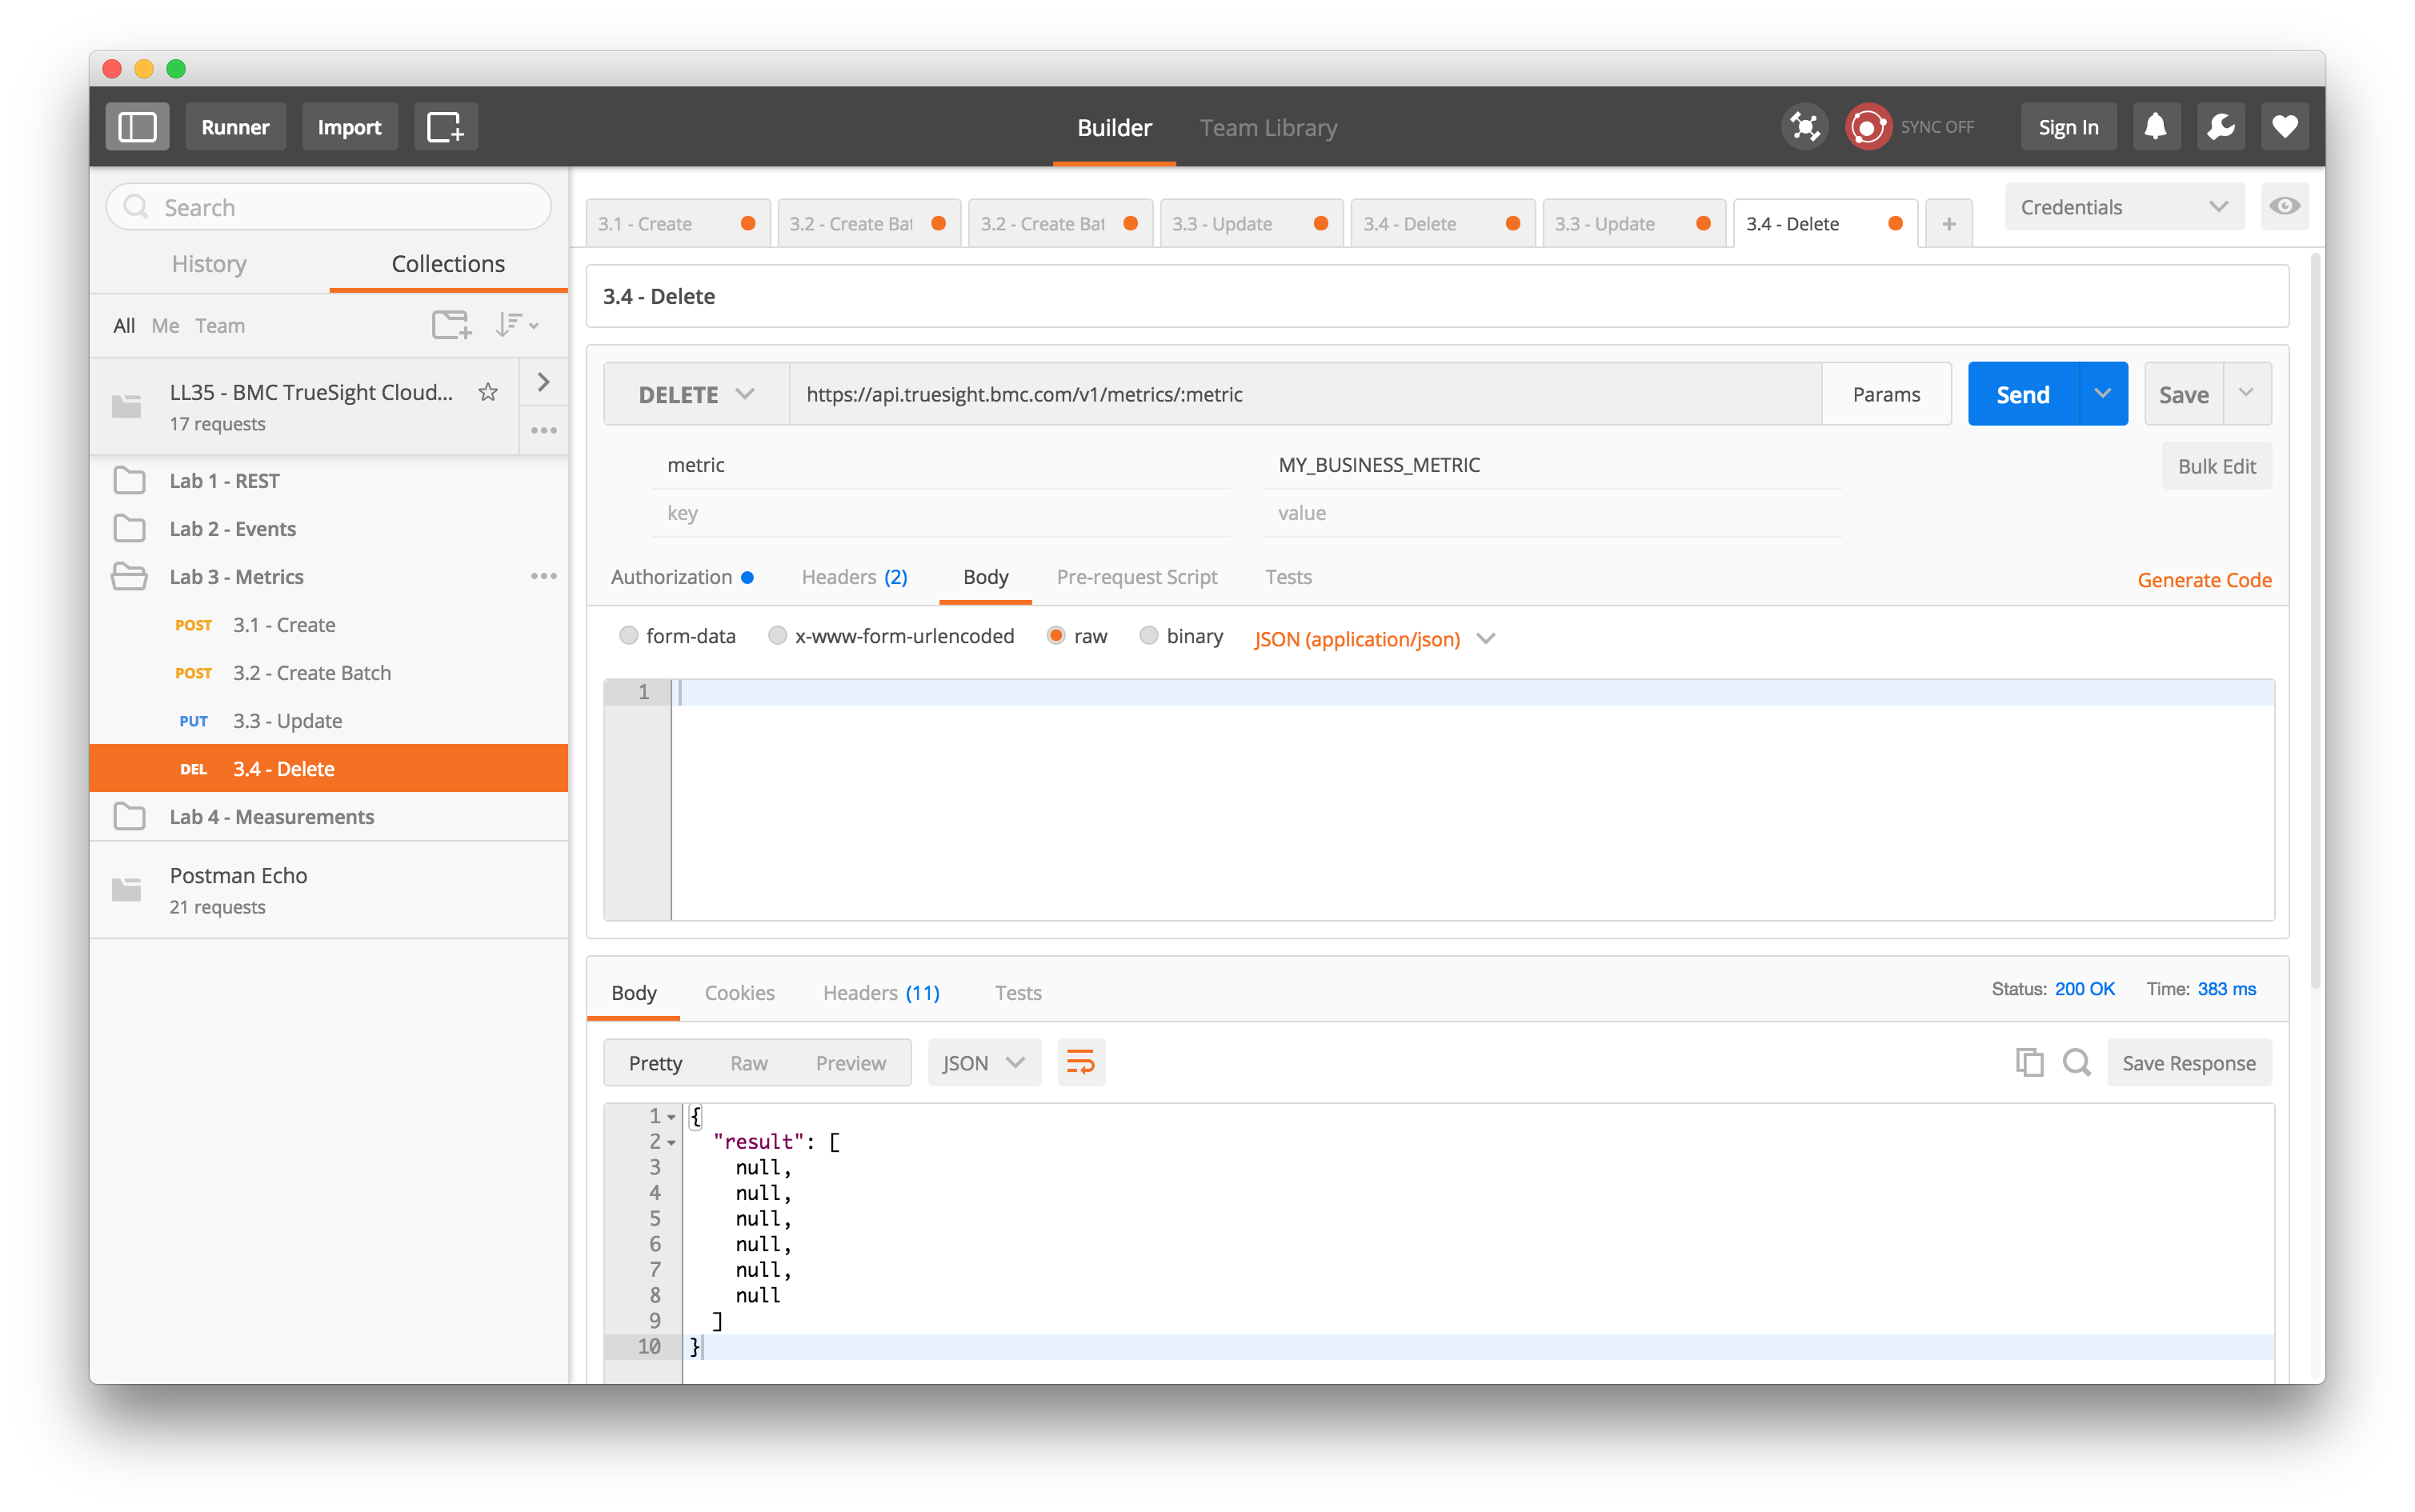 Runner
Import
Builder
Team Library
SYNC OFF
Sign In
Search
History
Collections
All Me Team
LL35 - BMC TrueSight Cloud...
17 requests
Lab 1 - REST
Lab 2 - Events
Lab 3 - Metrics
POST 3.1 - Create
POST 3.2 - Create Batch
PUT 3.3 - Update
DEL 3.4 - Delete
Lab 4 - Measurements
Postman Echo
21 requests
3.1 - Create
3.2 - Create Bat
3.2 - Create Bat
3.3 - Update
3.4 - Delete
3.3 - Update
3.4 - Delete
+
Credentials
3.4 - Delete
DELETE
https://api.truesight.bmc.com/v1/metrics/:metric
Params
Send
Save
metric MY_BUSINESS_METRIC
Bulk Edit
key value
Authorization
Headers (2)
Body
Pre-request Script
Tests
Generate Code
form-data
x-www-form-urlencoded
raw
binary
JSON (application/json)
1
Body
Cookies
Headers (11)
Tests
Status: 200 OK
Time: 383 ms
Pretty
Raw
Preview
JSON
Save Response
1 {
2 "result": [
3 null,
4 null,
5 null,
6 null,
7 null,
8 null
9 ]
10 }